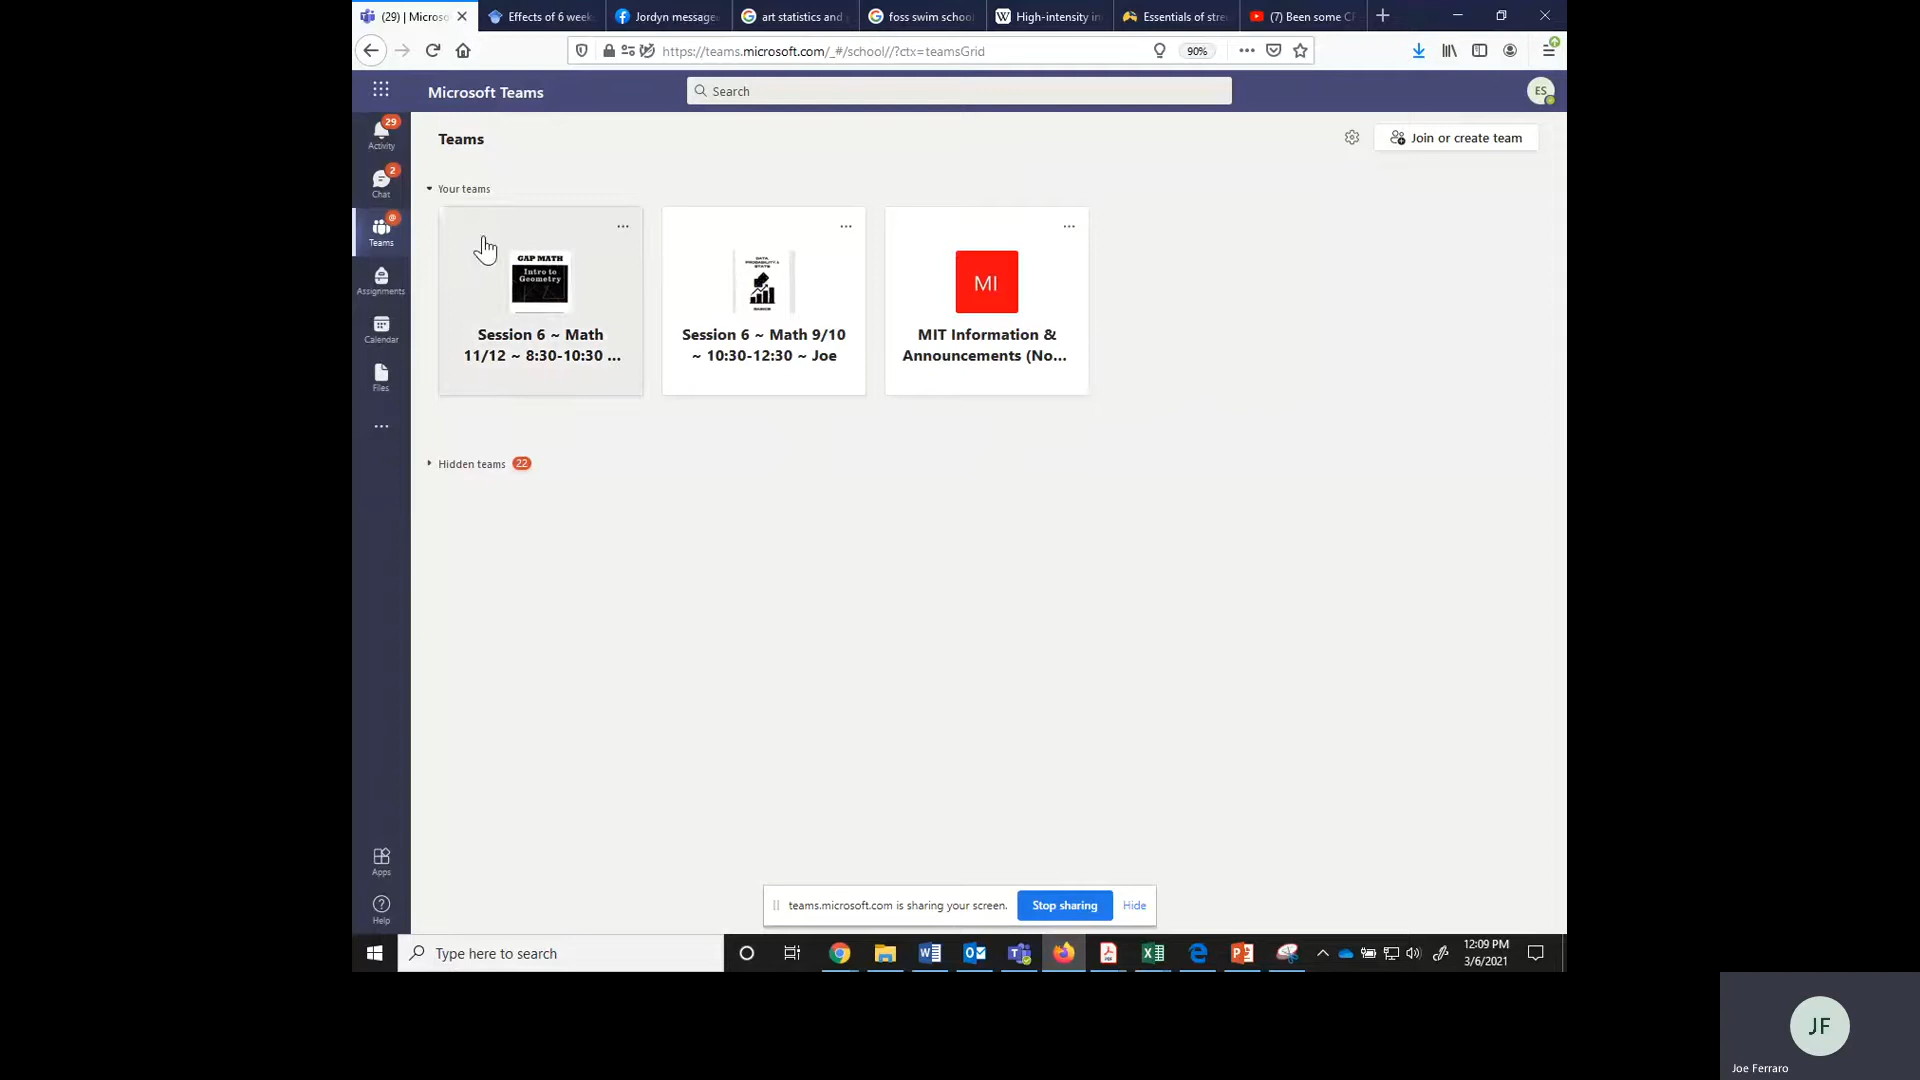 (29) | Microso
Effects of 6 week
Jordyn message
art statistics and
foss swim school
High-intensity in
Essentials of stre
(7) Been some C
https://teams.microsoft.com/_#/school//?ctx=teamsGrid
90%
Microsoft Teams
Search
ES
29
Activity
2
Chat
@
Teams
Assignments
Calendar
Files
Apps
Help
Teams
Join or create team
Your teams
GAP MATH
Intro to
Geometry
Session 6 ~ Math
11/12 ~ 8:30-10:30 ...
DATA,
PROBABILITY &
STATS
Session 6 ~ Math 9/10
~ 10:30-12:30 ~ Joe
MI
MIT Information &
Announcements (No...
Hidden teams 22
teams.microsoft.com is sharing your screen.
Stop sharing
Hide
Type here to search
12:09 PM
3/6/2021
JF
Joe Ferraro